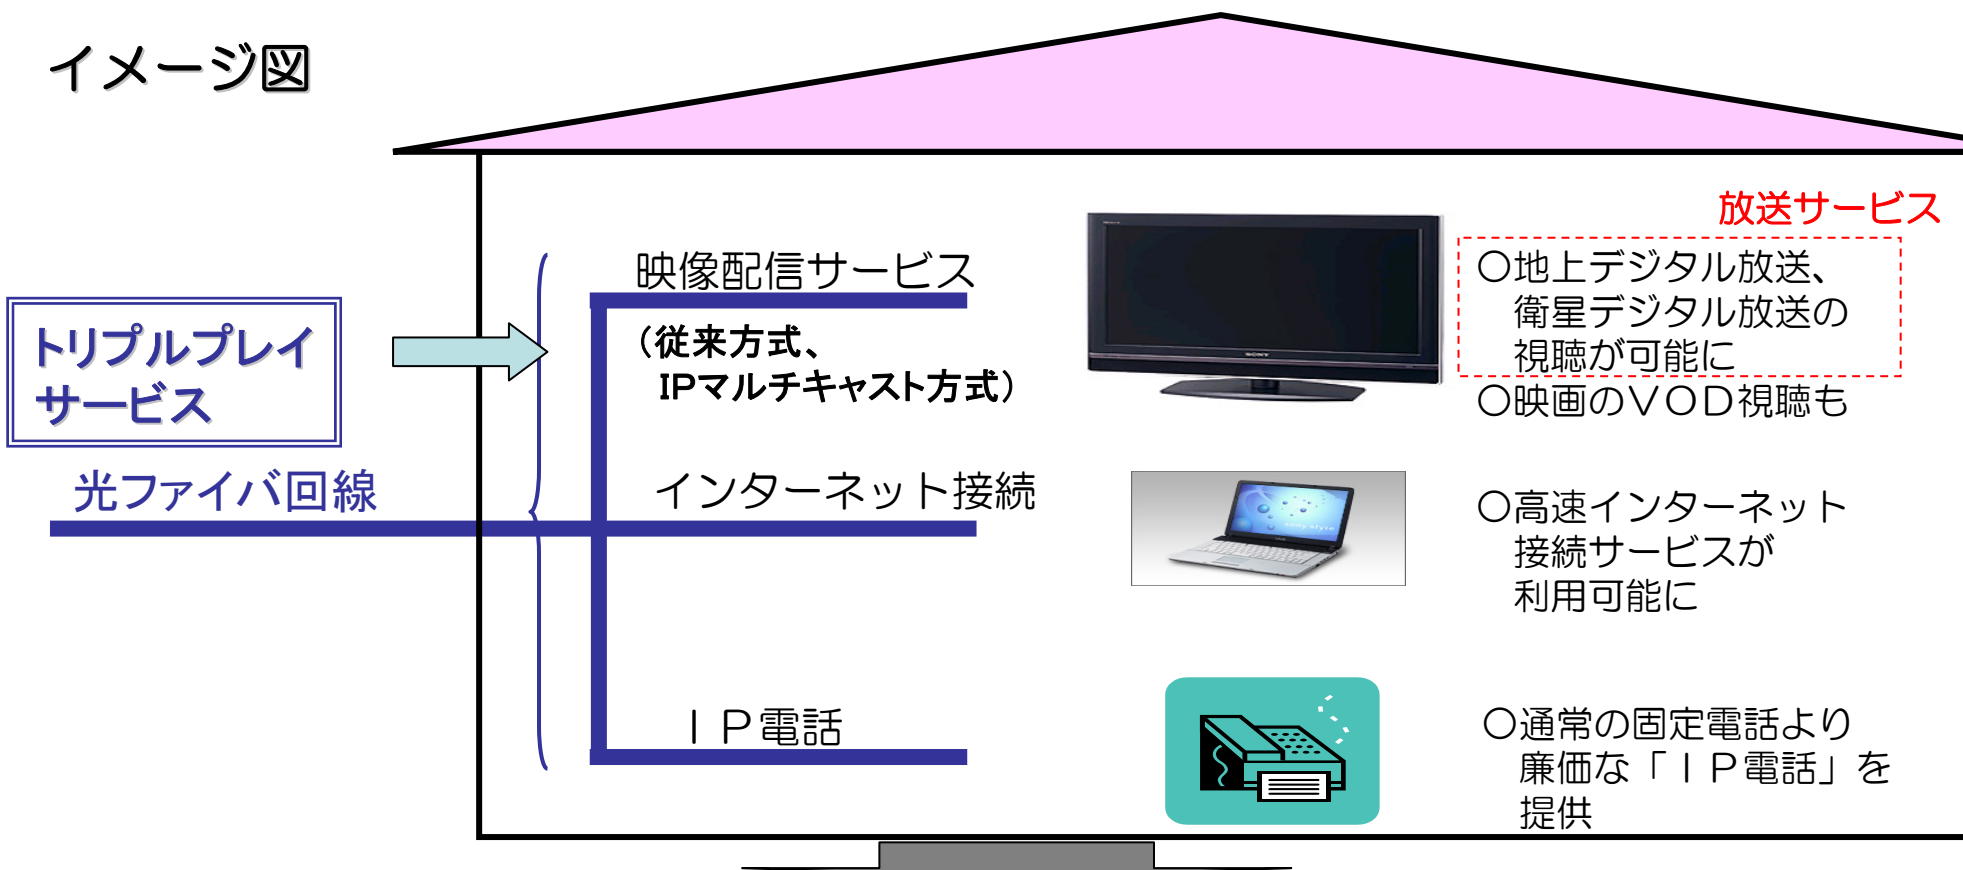 イメージ図
放送サービス
トリプルプレイ
サービス
光ファイバ回線
映像配信サービス
（従来方式、
IPマルチキャスト方式）
SONY
〇地上デジタル放送、
衛星デジタル放送の
視聴が可能に
〇映画のVOD視聴も
インターネット接続
〇高速インターネット
接続サービスが
利用可能に
IP電話
〇通常の固定電話より
廉価な「IP電話」を
提供